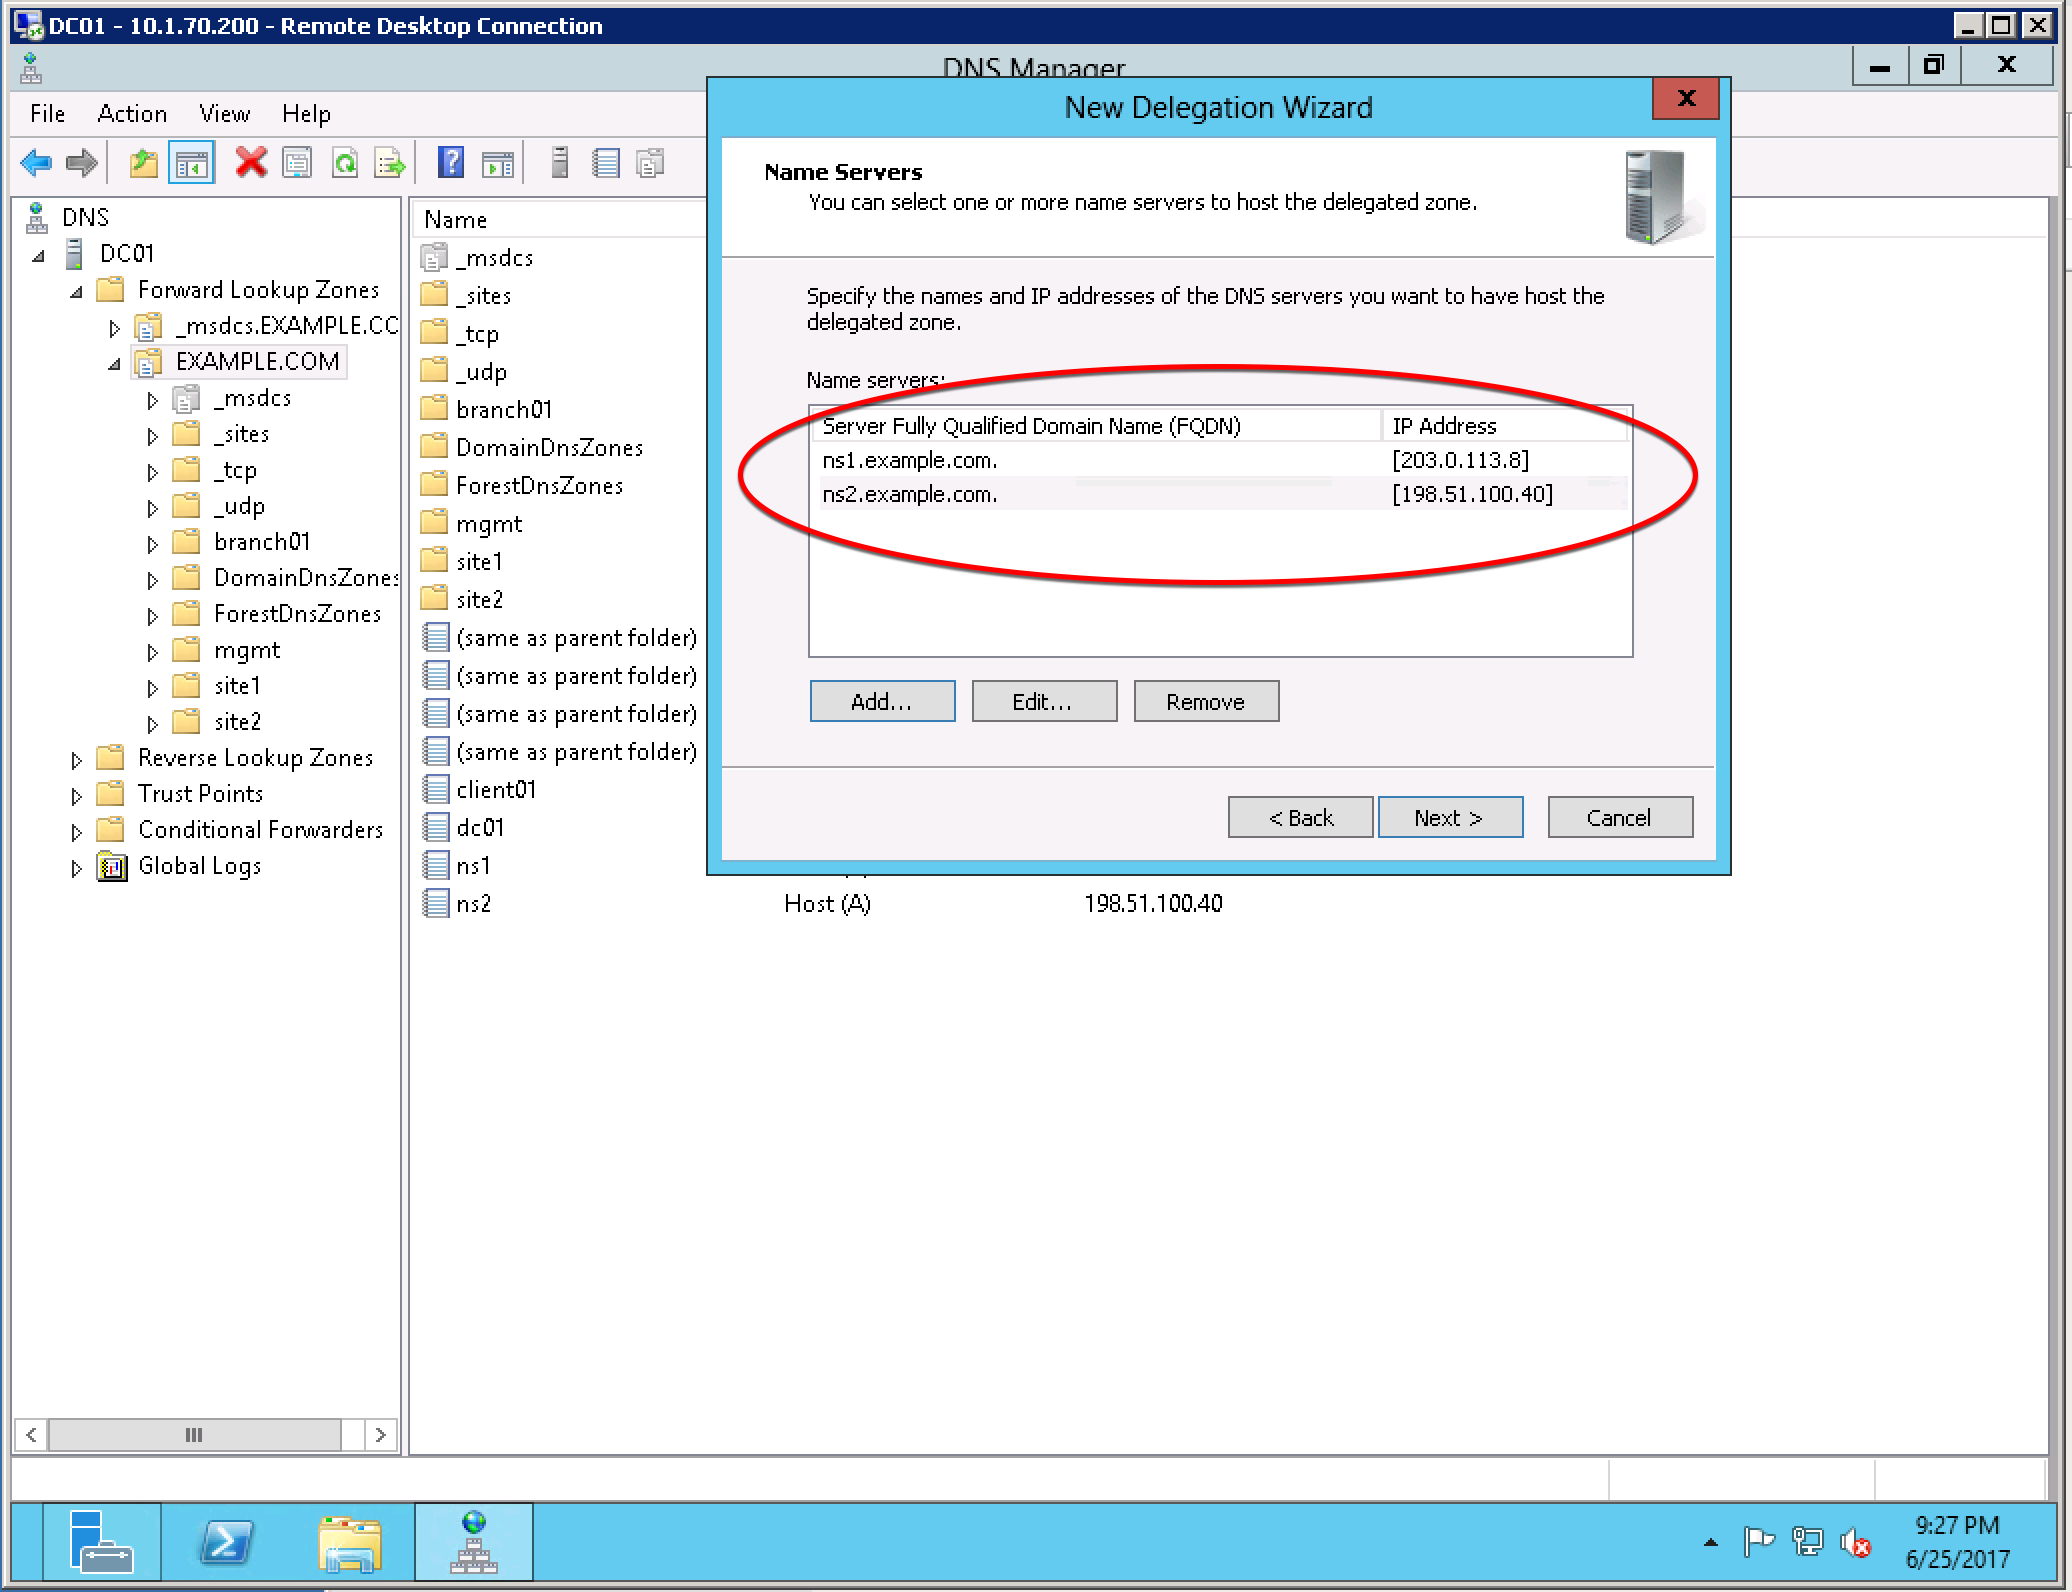 DC01 - 10.1.70.200 - Remote Desktop Connection
DNS Manager
File Action View Help
DNS
DC01
Forward Lookup Zones
_msdcs.EXAMPLE.CC
EXAMPLE.COM
_msdcs
_sites
_tcp
_udp
branch01
DomainDnsZones
ForestDnsZones
mgmt
site1
site2
Reverse Lookup Zones
Trust Points
Conditional Forwarders
Global Logs
Name
_msdcs
_sites
_tcp
_udp
branch01
DomainDnsZones
ForestDnsZones
mgmt
site1
site2
(same as parent folder)
(same as parent folder)
(same as parent folder)
(same as parent folder)
client01
dc01
ns1
ns2 Host (A) 198.51.100.40
New Delegation Wizard
Name Servers
You can select one or more name servers to host the delegated zone.
Specify the names and IP addresses of the DNS servers you want to have host the
delegated zone.
Name servers:
Server Fully Qualified Domain Name (FQDN) IP Address
ns1.example.com. [203.0.113.8]
ns2.example.com. [198.51.100.40]
Add... Edit... Remove
< Back Next > Cancel
9:27 PM
6/25/2017